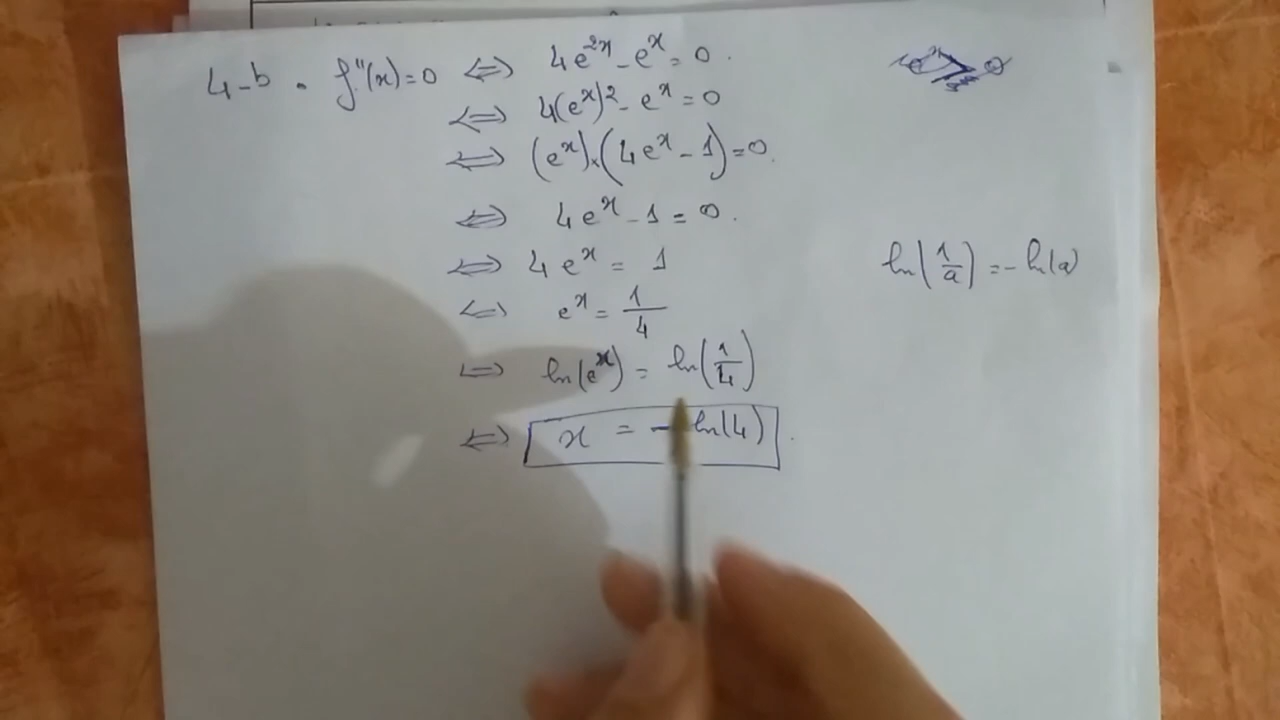 4-b . f''(x)=0 ⇔ 4e^{2x} - e^x = 0.
⇔ 4(e^x)^2 - e^x = 0
⇔ (e^x)×(4e^x - 1)=0.
⇔ 4e^x - 1 = 0.
⇔ 4e^x = 1
⇔ e^x = 1/4
⇔ ln(e^x) = ln(1/4)
⇔ x = -ln(4).
ln(1/a) = -ln(a)